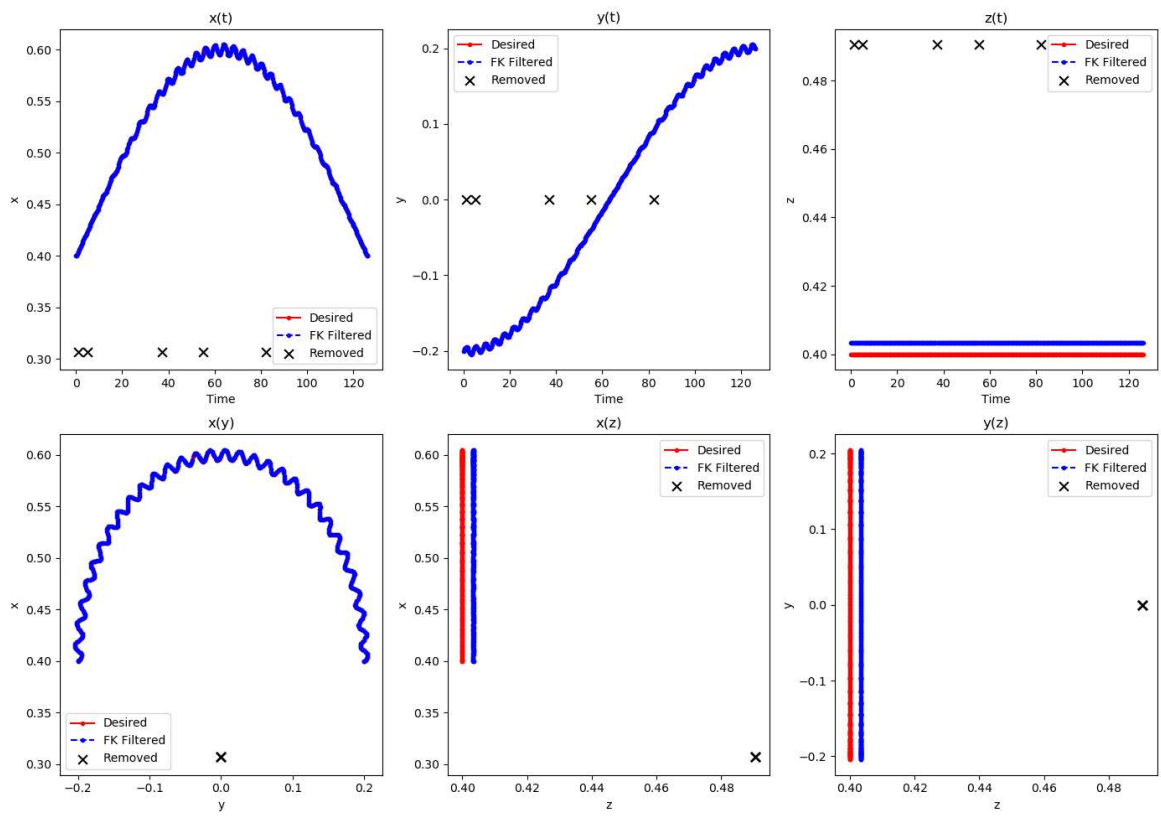 x(t)
0.60
0.55
0.50
0.45
0.40
0.35
0.30
x
0 20 40 60 80 100 120
Time
Desired
FK Filtered
Removed
y(t)
0.2
0.1
0.0
−0.1
−0.2
y
0 20 40 60 80 100 120
Time
Desired
FK Filtered
Removed
z(t)
0.48
0.46
0.44
0.42
0.40
z
0 20 40 60 80 100 120
Time
Desired
FK Filtered
Removed
x(y)
0.60
0.55
0.50
0.45
0.40
0.35
0.30
x
−0.2 −0.1 0.0 0.1 0.2
y
Desired
FK Filtered
Removed
x(z)
0.60
0.55
0.50
0.45
0.40
0.35
0.30
x
0.40 0.42 0.44 0.46 0.48
z
Desired
FK Filtered
Removed
y(z)
0.2
0.1
0.0
−0.1
−0.2
y
0.40 0.42 0.44 0.46 0.48
z
Desired
FK Filtered
Removed